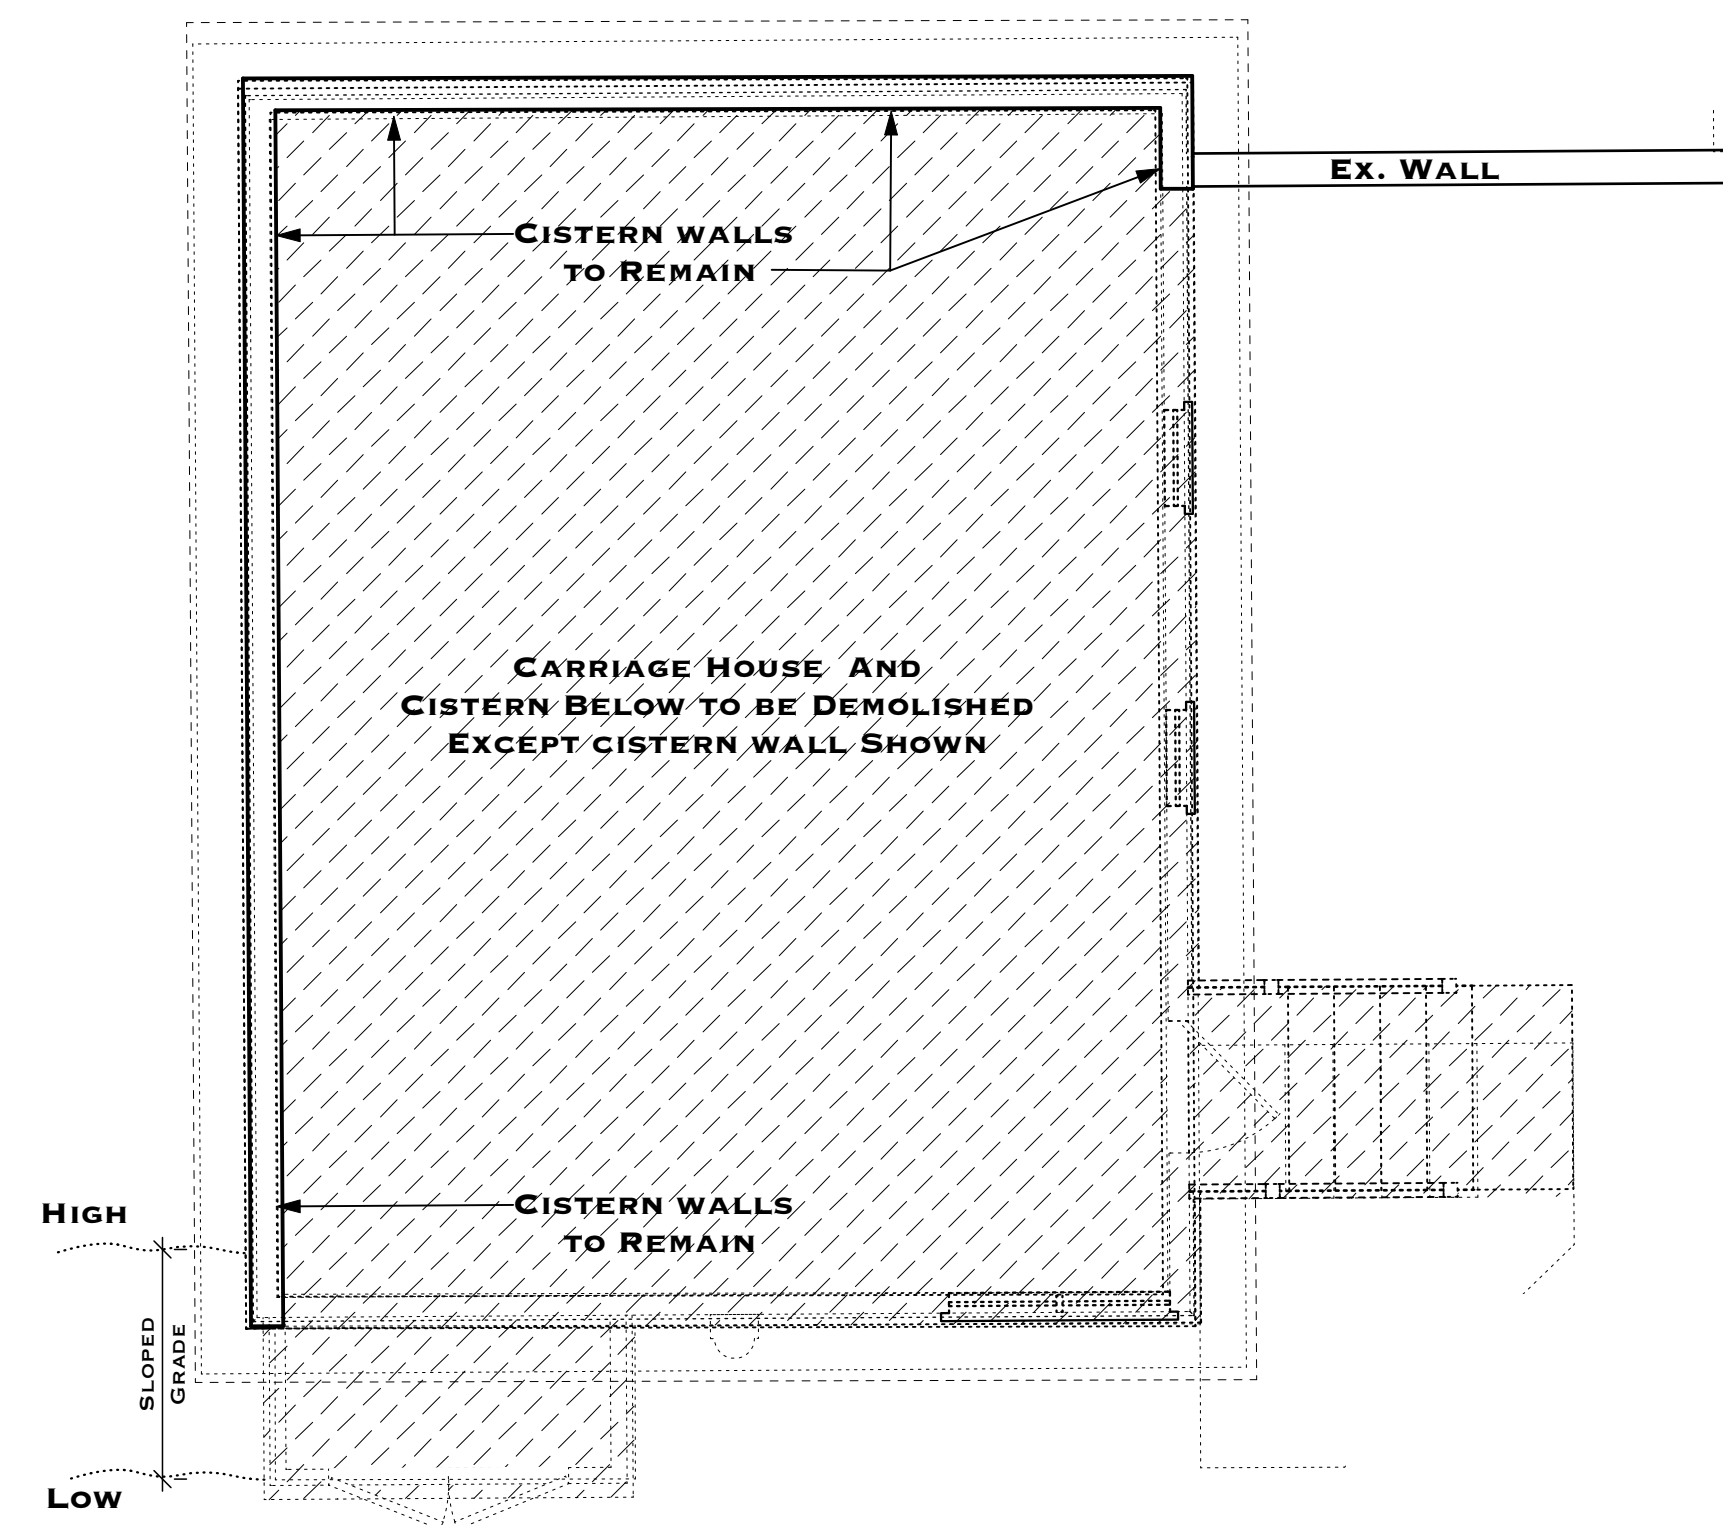 Ex. Wall
Cistern walls
to Remain
Carriage House And
Cistern Below to be Demolished
Except cistern wall Shown
Cistern walls
to Remain
High
Sloped
Grade
Low